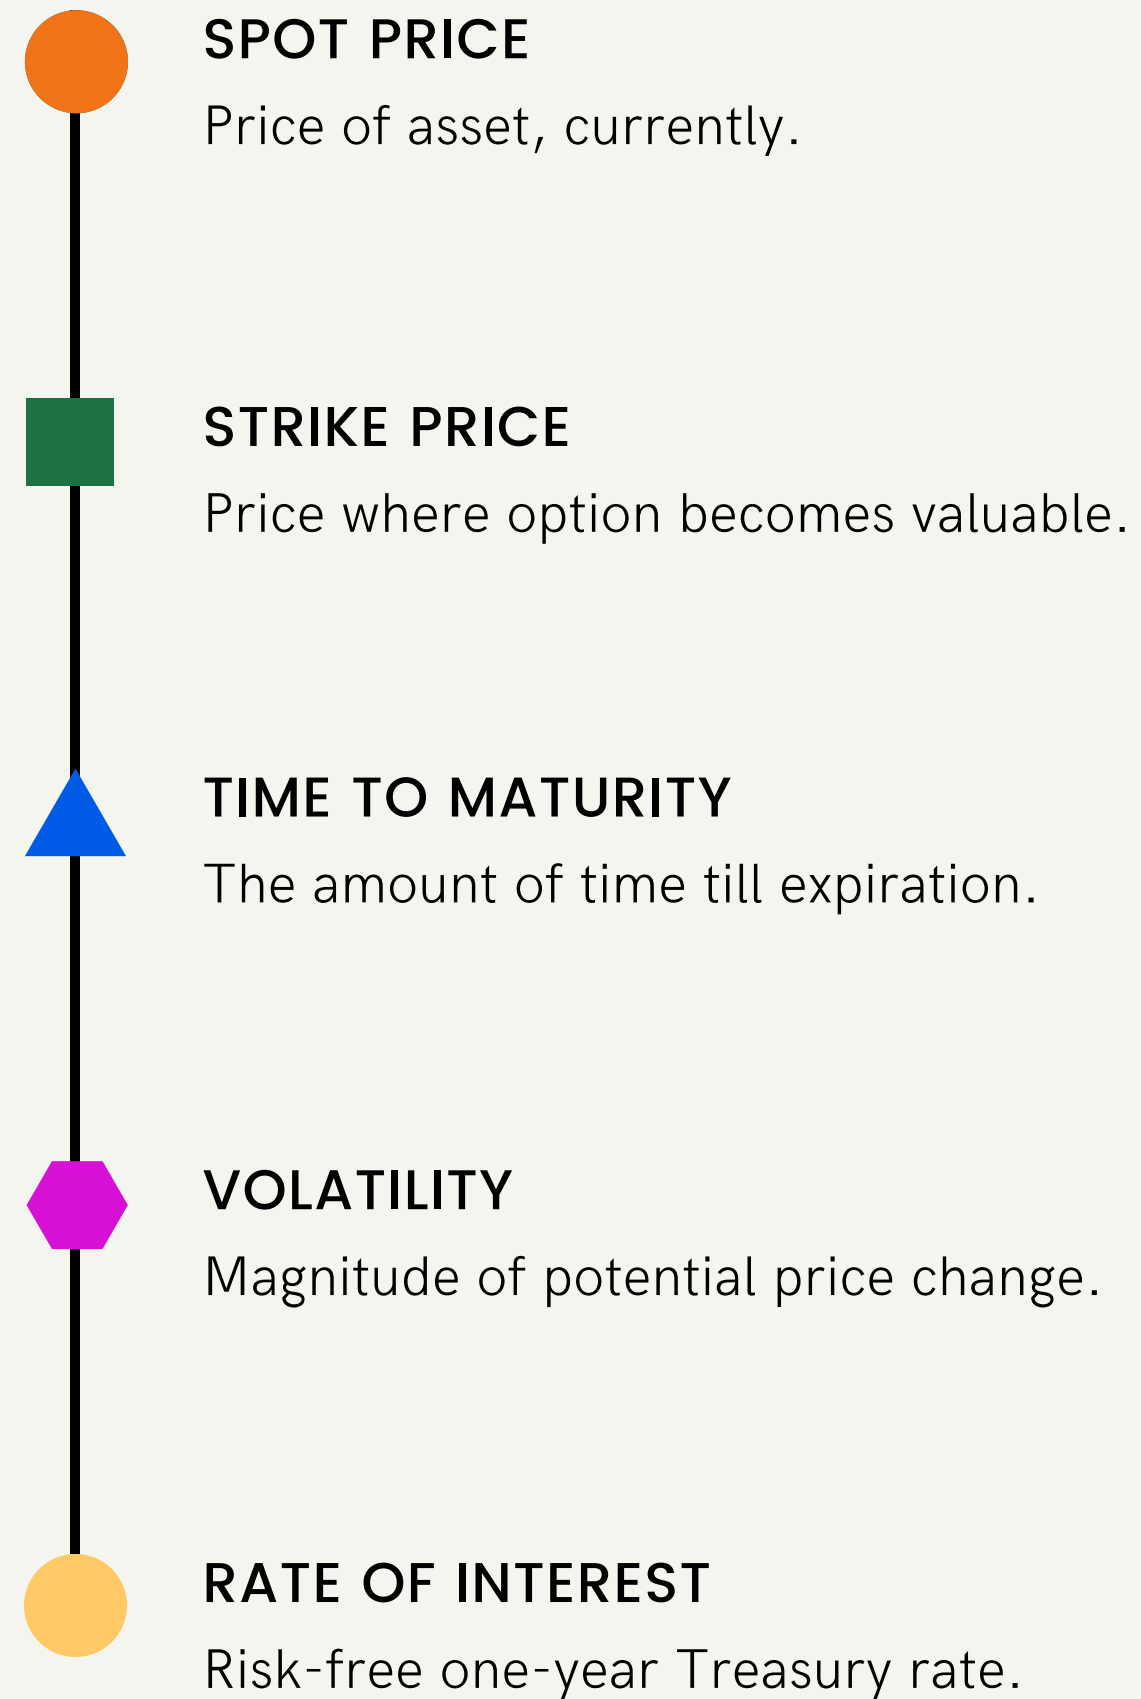 SPOT PRICE
Price of asset, currently.
STRIKE PRICE
Price where option becomes valuable.
TIME TO MATURITY
The amount of time till expiration.
VOLATILITY
Magnitude of potential price change.
RATE OF INTEREST
Risk-free one-year Treasury rate.